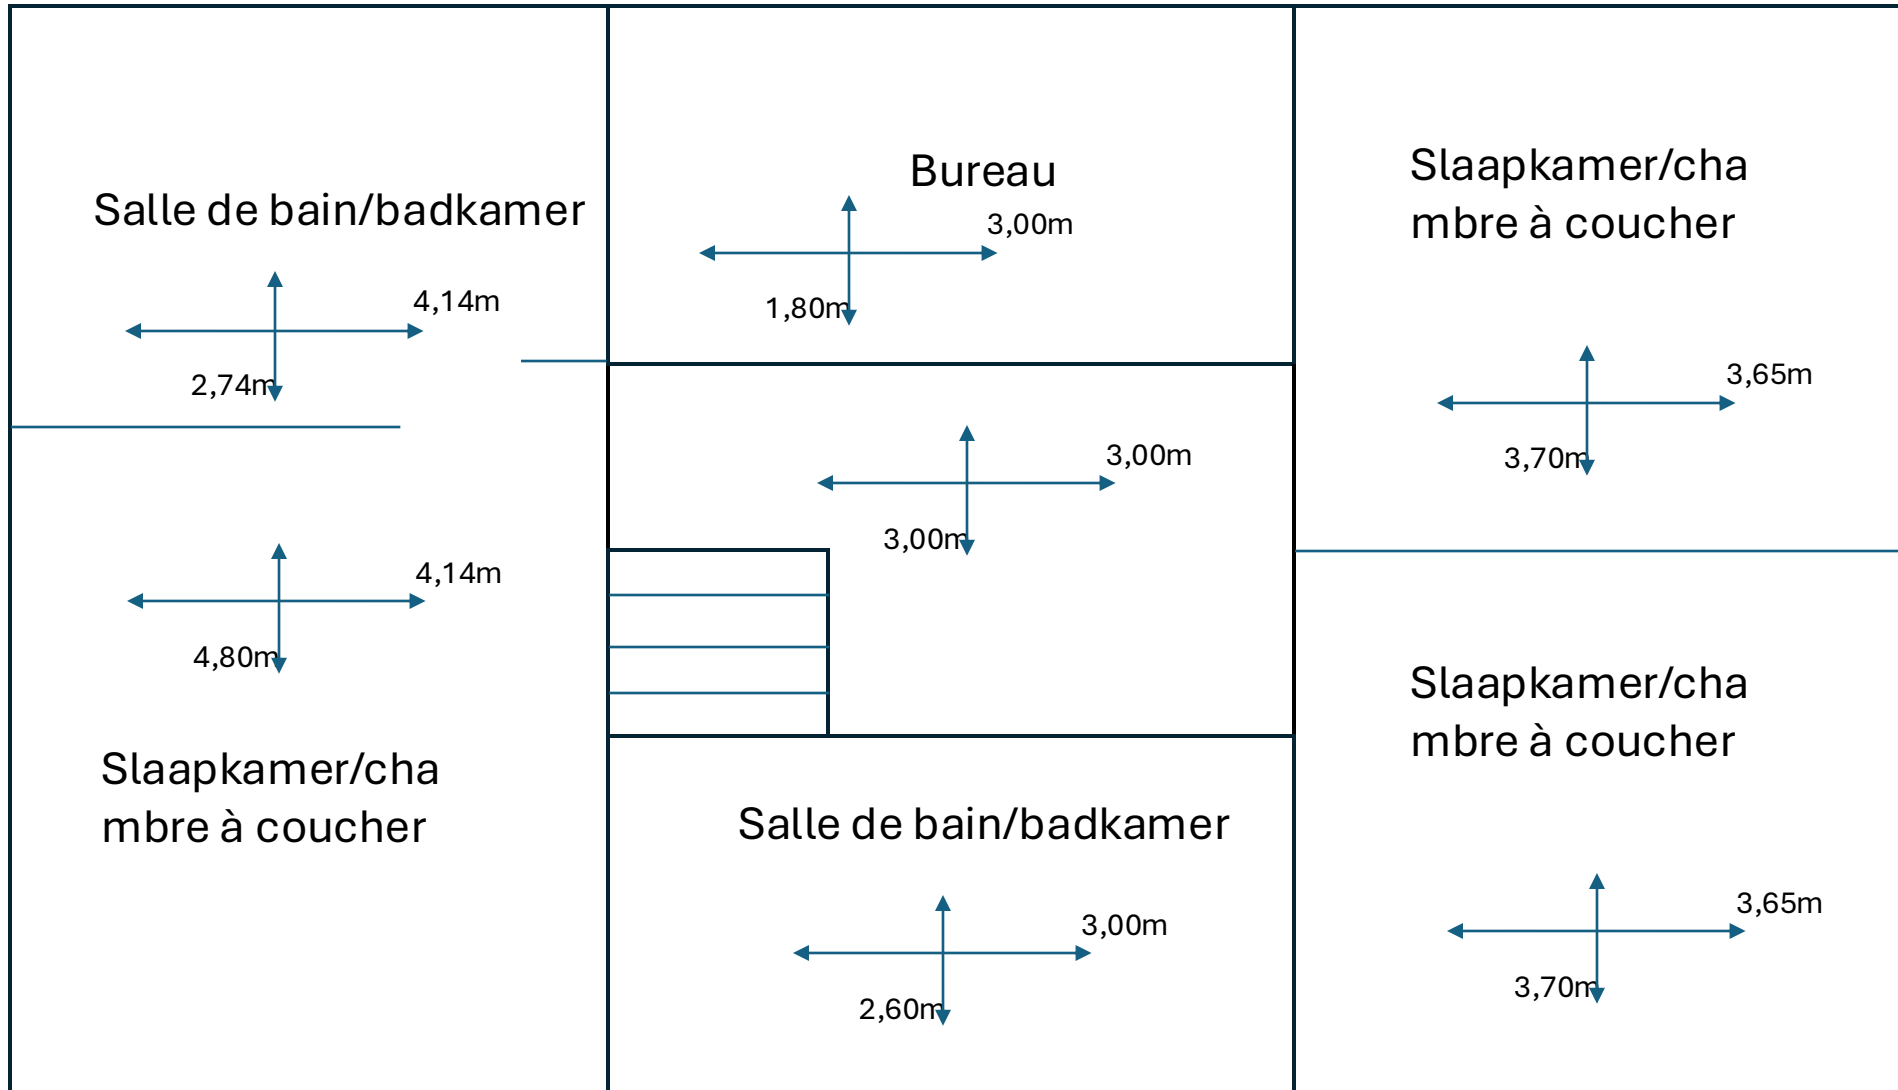 Salle de bain/badkamer
4,14m
2,74m
4,14m
4,80m
Slaapkamer/cha
mbre à coucher
Bureau
3,00m
1,80m
3,00m
3,00m
Salle de bain/badkamer
3,00m
2,60m
Slaapkamer/cha
mbre à coucher
3,65m
3,70m
Slaapkamer/cha
mbre à coucher
3,65m
3,70m